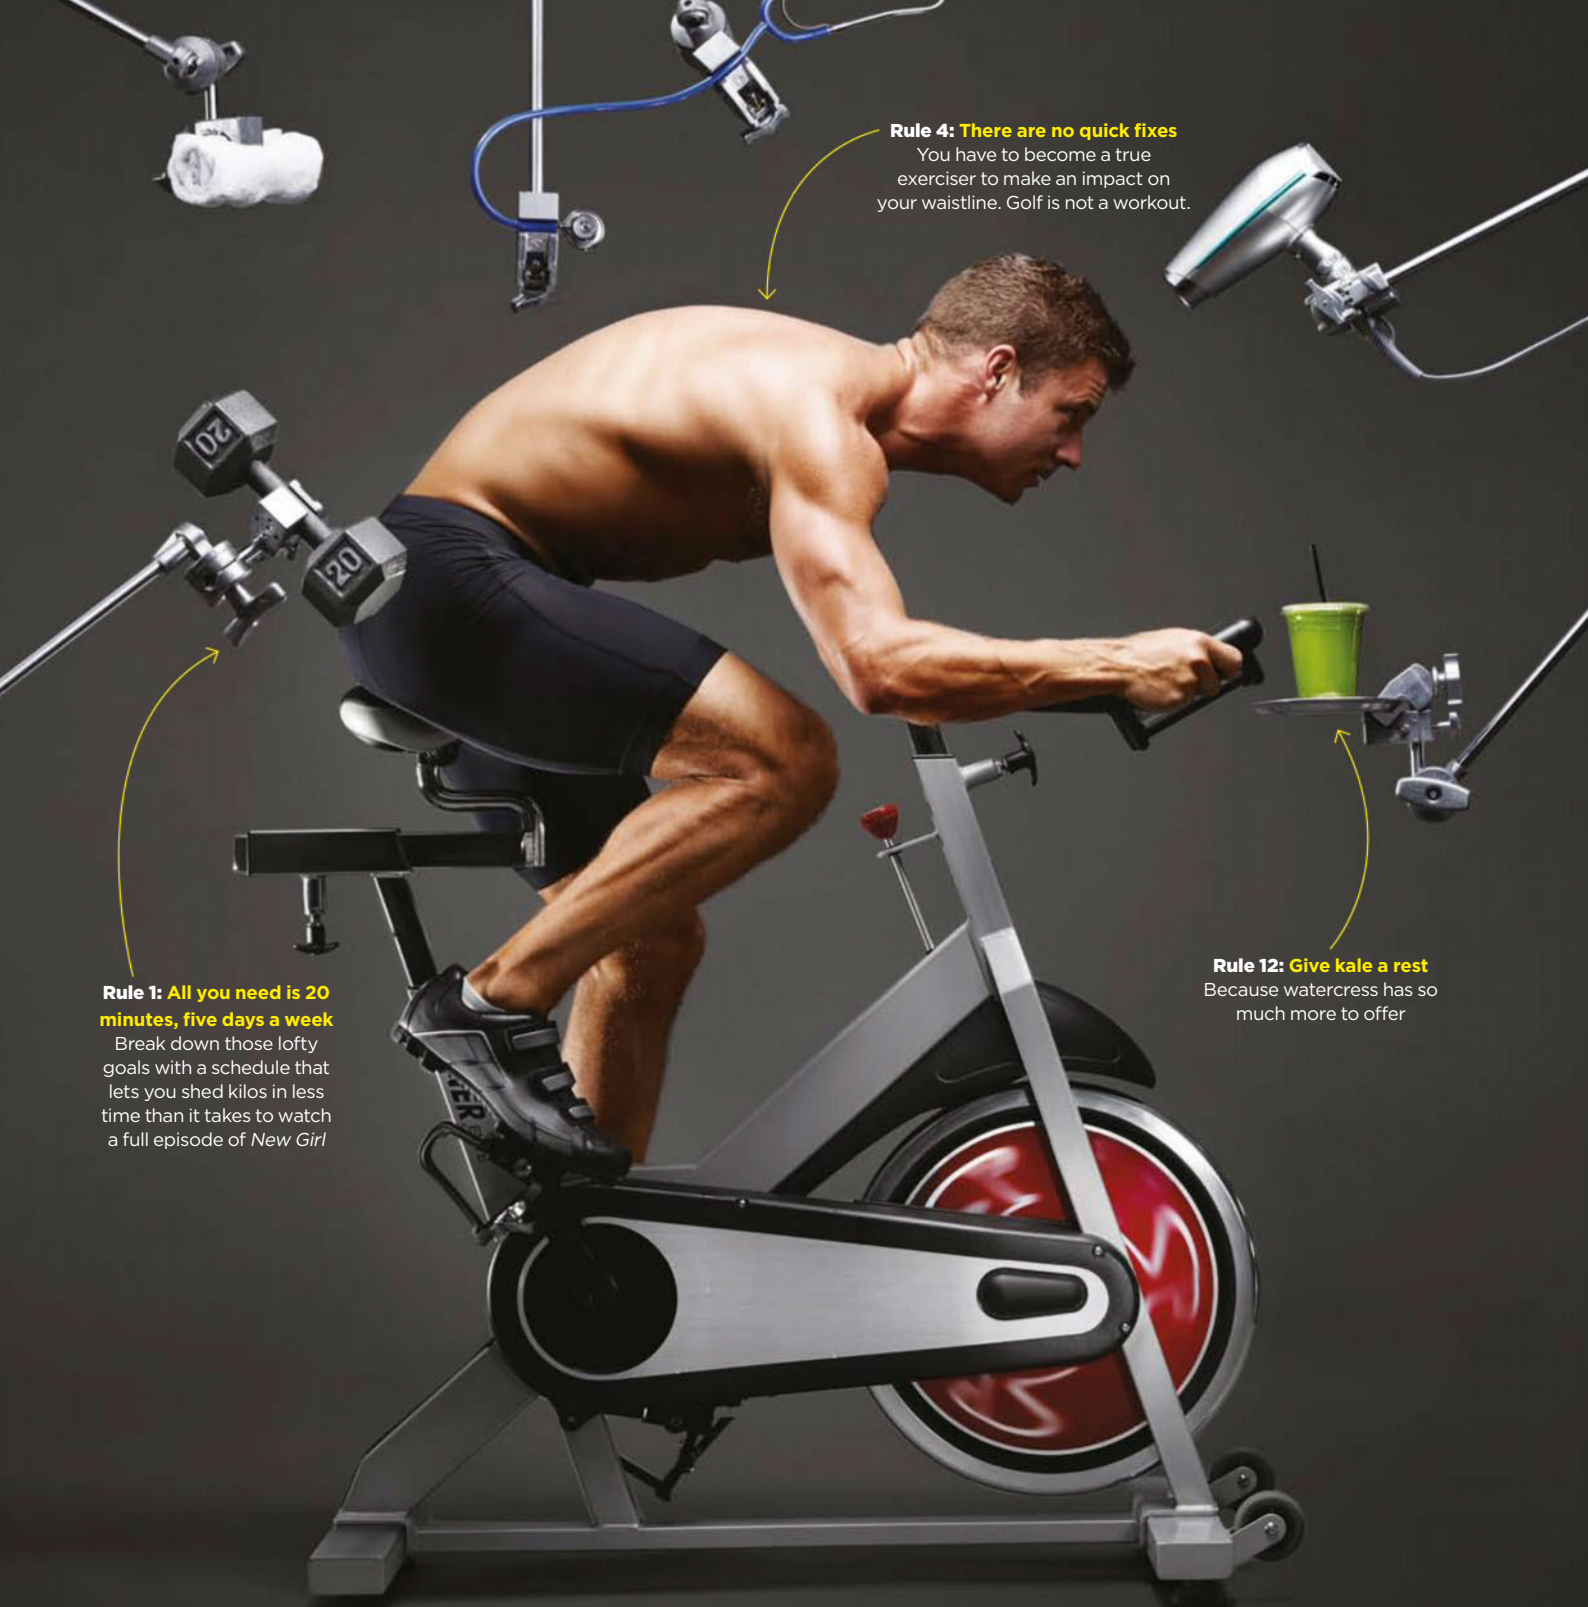 Rule 4: There are no quick fixes
You have to become a true
exerciser to make an impact on
your waistline. Golf is not a workout.
20
20
Rule 12: Give kale a rest
Because watercress has so
much more to offer
Rule 1: All you need is 20
minutes, five days a week
Break down those lofty
goals with a schedule that
lets you shed kilos in less
time than it takes to watch
a full episode of New Girl